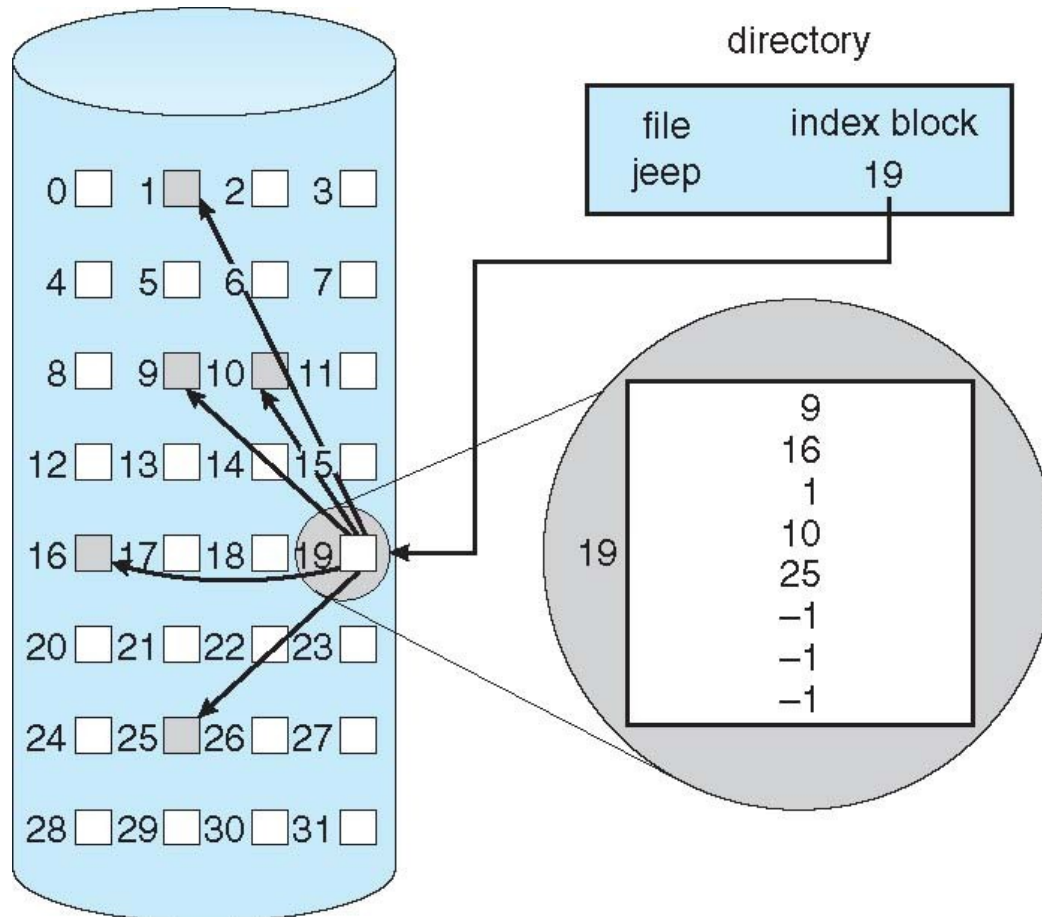 directory
file index block
jeep 19
0 1 2 3
4 5 6 7
8 9 10 11
12 13 14 15
16 17 18 19
20 21 22 23
24 25 26 27
28 29 30 31
19
9
16
1
10
25
–1
–1
–1